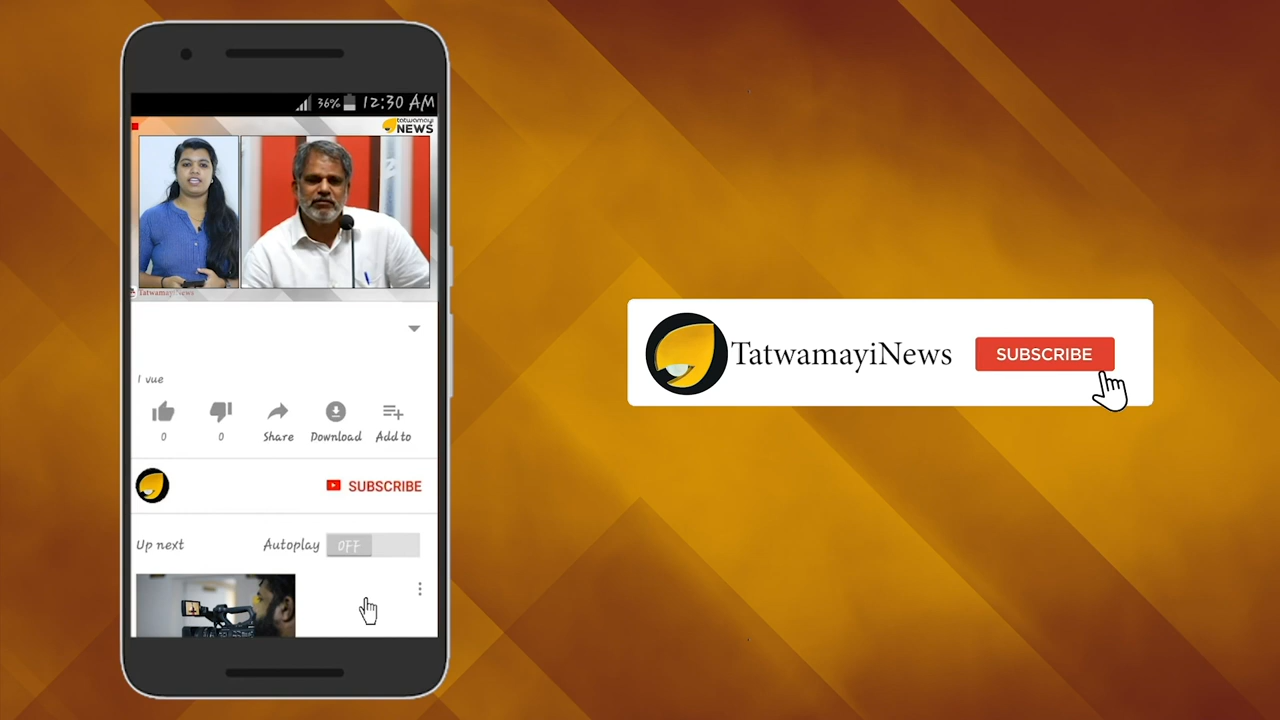 36% 12:30 AM
tatwamayi
NEWS
TatwamayiNews
1 vue
0 0 Share Download Add to
SUBSCRIBE
Up next Autoplay OFF
TatwamayiNews SUBSCRIBE